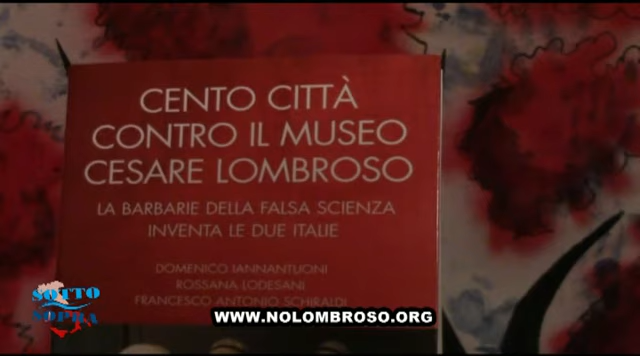 CENTO CITTÀ
CONTRO IL MUSEO
CESARE LOMBROSO
LA BARBARIE DELLA FALSA SCIENZA
INVENTA LE DUE ITALIE
DOMENICO IANNANTUONI
ROSSANA LODESANI
FRANCESCO ANTONIO SCHIRALDI
SOTTO
SOPRA
WWW.NOLOMBROSO.ORG